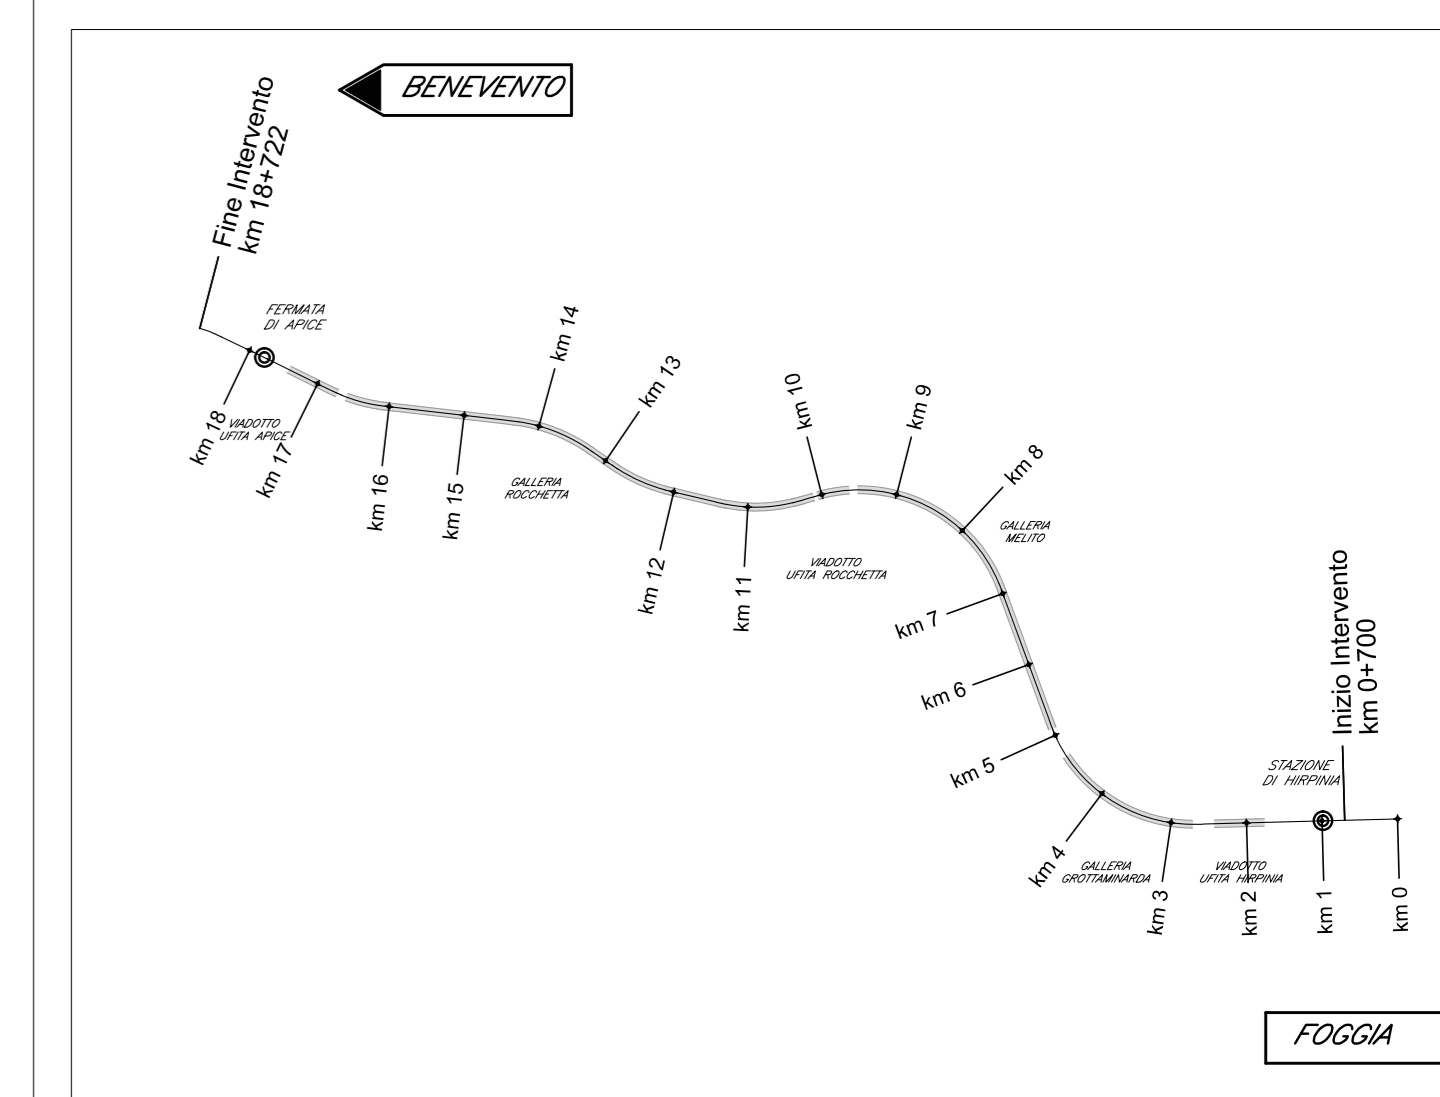 BENEVENTO
Fine Intervento
km 18+722
FERMATA
DI APICE
km 18
VIADOTTO
UFITA APICE
km 17
km 16
km 15
km 14
GALLERIA
ROCCHETTA
km 13
km 12
km 11
km 10
VIADOTTO
UFITA ROCCHETTA
km 9
km 8
GALLERIA
MELITO
km 7
km 6
km 5
km 4
GALLERIA
GROTTAMINARDA
km 3
VIADOTTO
UFITA HIRPINIA
km 2
STAZIONE
DI HIRPINIA
km 1
Inizio Intervento
km 0+700
km 0
FOGGIA